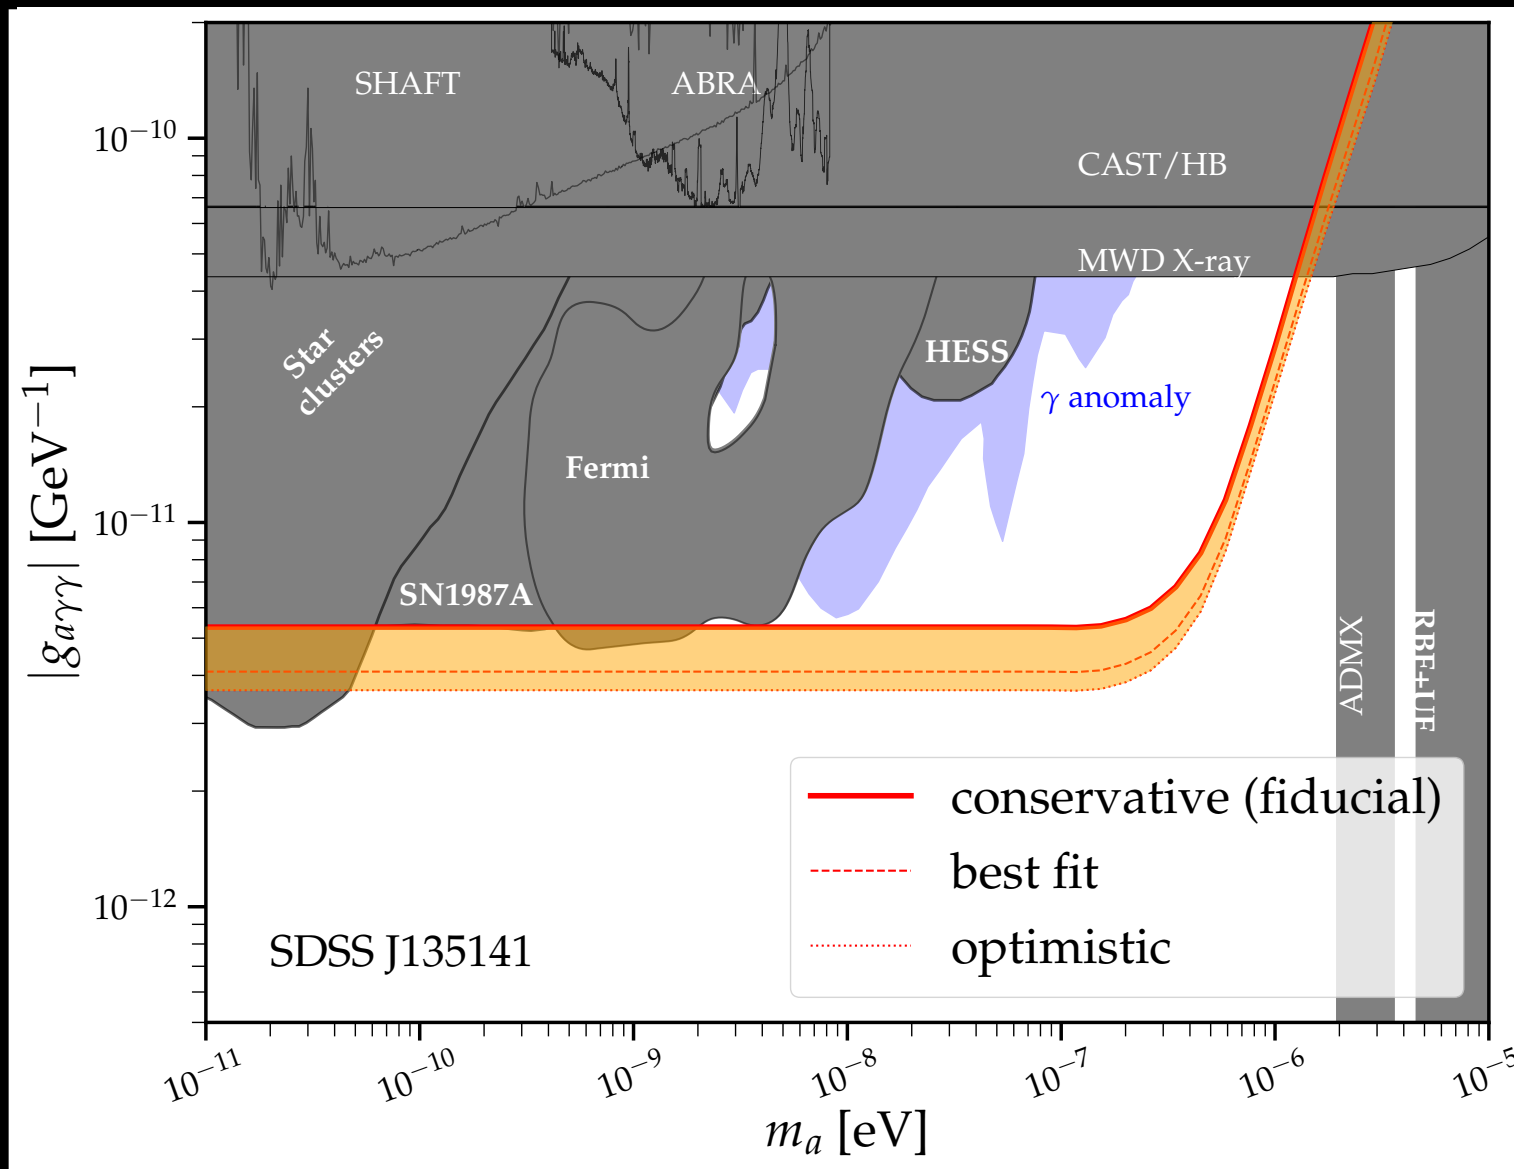 SHAFT
ABRA
CAST/HB
MWD X-ray
Star
clusters
HESS
γ anomaly
Fermi
SN1987A
ADMX
RBF+UF
conservative (fiducial)
best fit
optimistic
SDSS J135141
10⁻¹⁰
10⁻¹¹
10⁻¹²
|g_{aγγ}| [GeV⁻¹]
10⁻¹¹
10⁻¹⁰
10⁻⁹
10⁻⁸
10⁻⁷
10⁻⁶
10⁻⁵
m_a [eV]